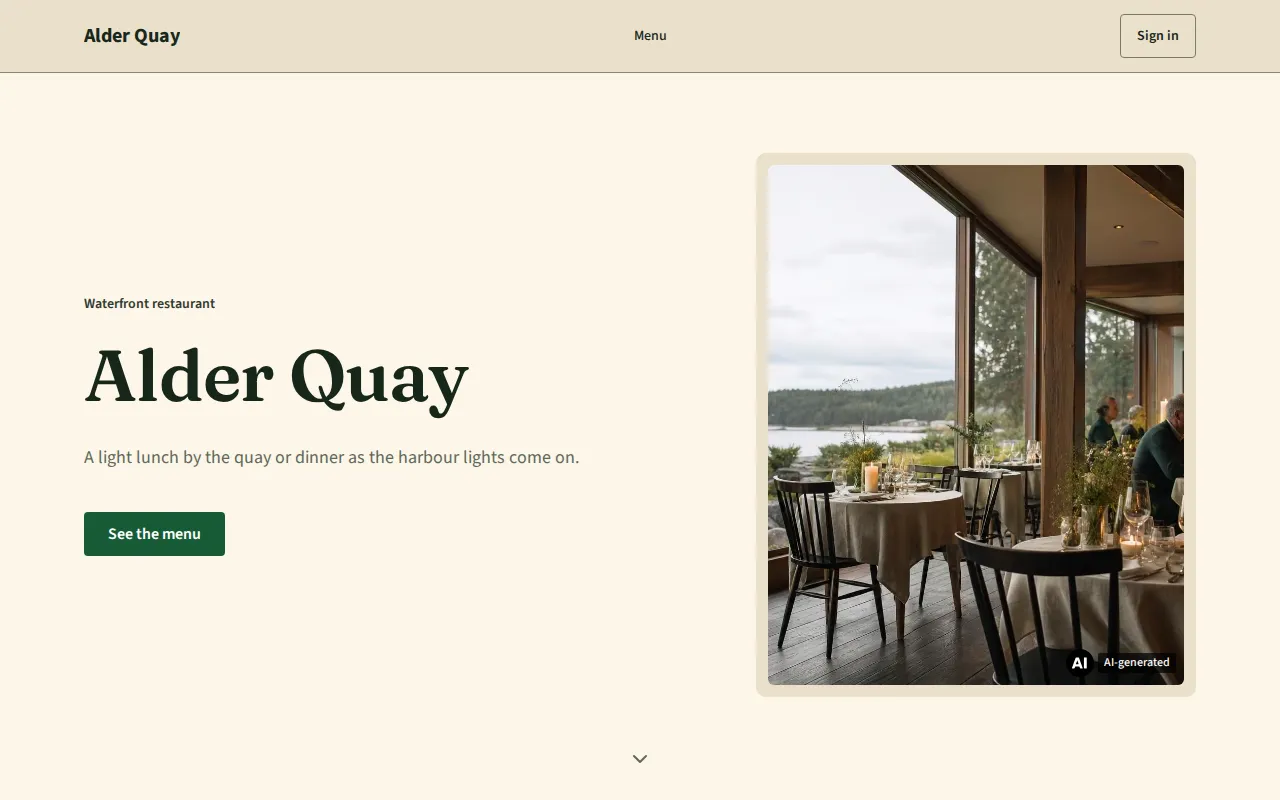 Alder Quay
Menu
Sign in
Waterfront restaurant
Alder Quay
A light lunch by the quay or dinner as the harbour lights come on.
See the menu
AI AI-generated